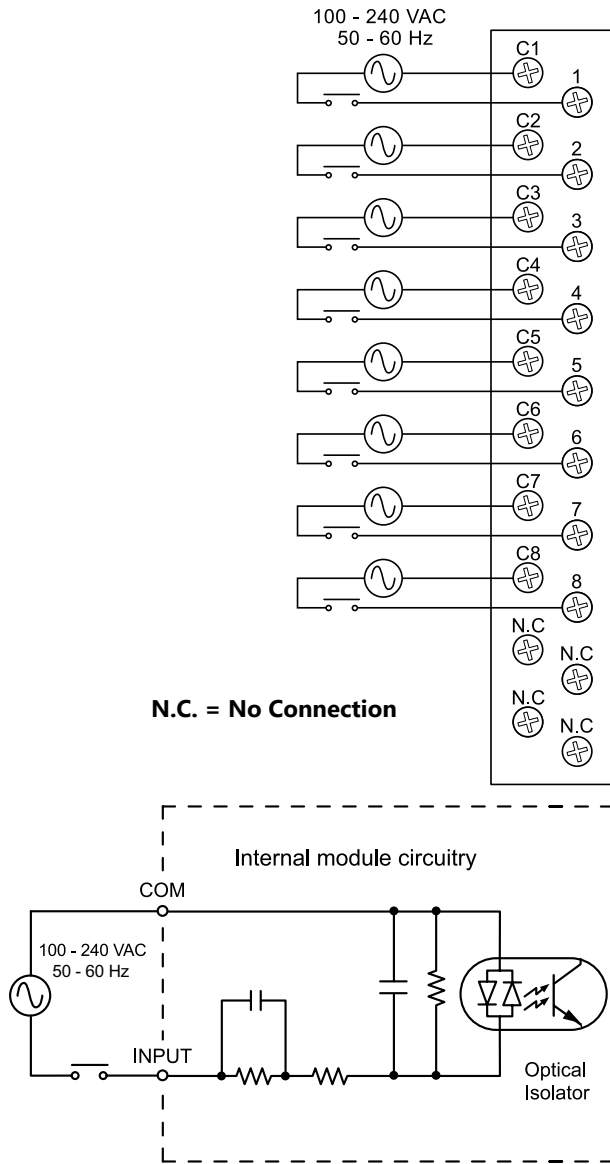 100 - 240 VAC
50 - 60 Hz
C1
1
C2
2
C3
3
C4
4
C5
5
C6
6
C7
7
C8
8
N.C
N.C
N.C
N.C
N.C. = No Connection
Internal module circuitry
COM
100 - 240 VAC
50 - 60 Hz
INPUT
Optical
Isolator